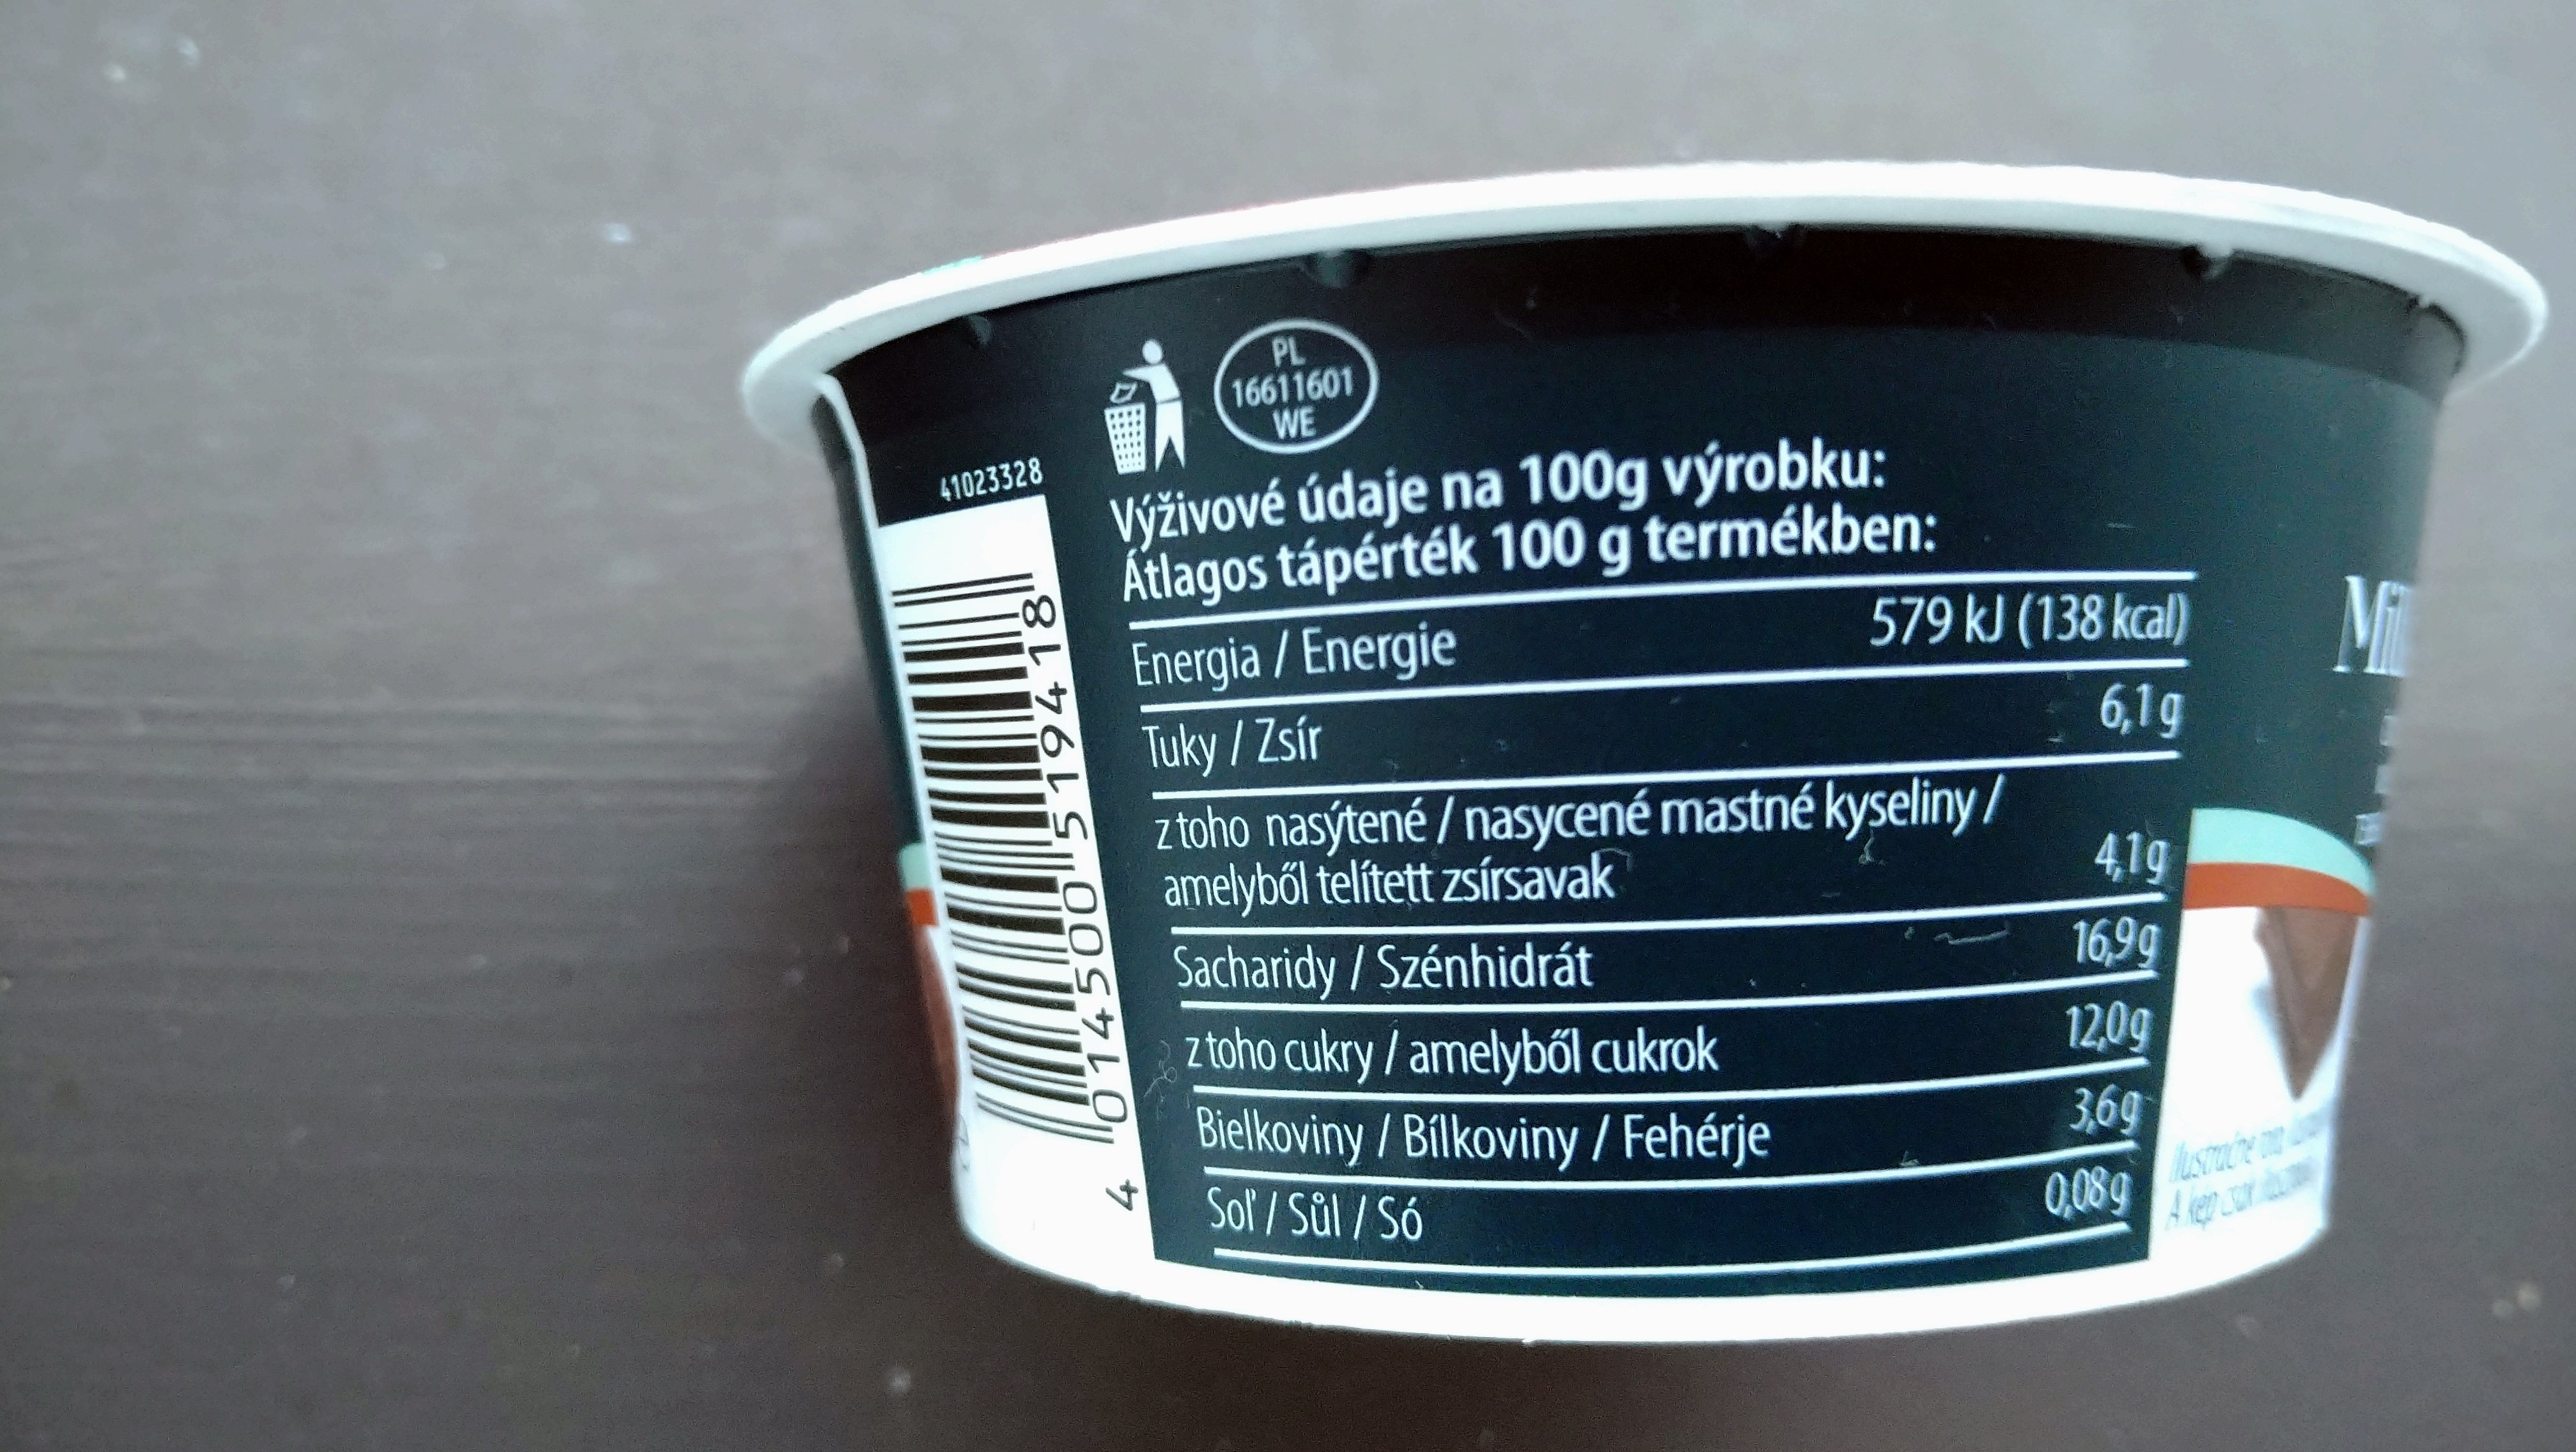 PL
16611601
WE
41023328
Výživové údaje na 100g výrobku:
Átlagos tápérték 100 g termékben:
Energia / Energie 579 kJ (138 kcal)
Tuky / Zsír 6,1g
z toho nasýtené / nasycené mastné kyseliny /
amelyből telített zsírsavak 4,1g
Sacharidy / Szénhidrát 16,9g
z toho cukry / amelyből cukrok 12,0g
Bielkoviny / Bílkoviny / Fehérje 3,6g
Soľ / Sůl / Só 0,08g
4 014500 519418